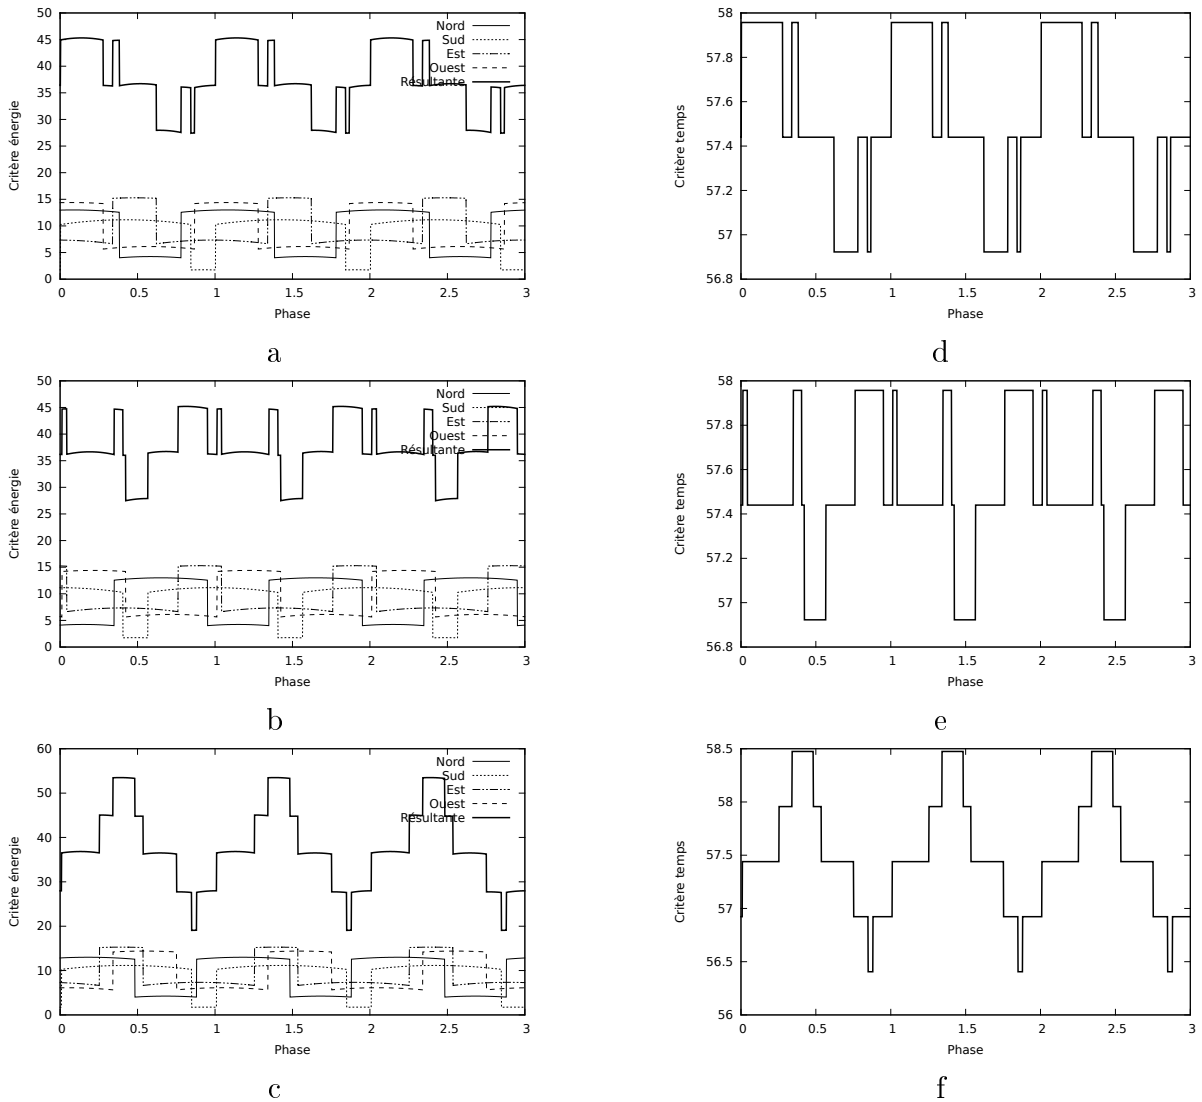 50
45
40
35
30
25
20
15
10
5
0
Critère énergie
0 0.5 1 1.5 2 2.5 3
Phase
Nord
Sud
Est
Ouest
Résultante
a
58
57.8
57.6
57.4
57.2
57
56.8
Critère temps
0 0.5 1 1.5 2 2.5 3
Phase
d
50
45
40
35
30
25
20
15
10
5
0
Critère énergie
0 0.5 1 1.5 2 2.5 3
Phase
Nord
Sud
Est
Ouest
Résultante
b
58
57.8
57.6
57.4
57.2
57
56.8
Critère temps
0 0.5 1 1.5 2 2.5 3
Phase
e
60
50
40
30
20
10
0
Critère énergie
0 0.5 1 1.5 2 2.5 3
Phase
Nord
Sud
Est
Ouest
Résultante
c
58.5
58
57.5
57
56.5
56
Critère temps
0 0.5 1 1.5 2 2.5 3
Phase
f